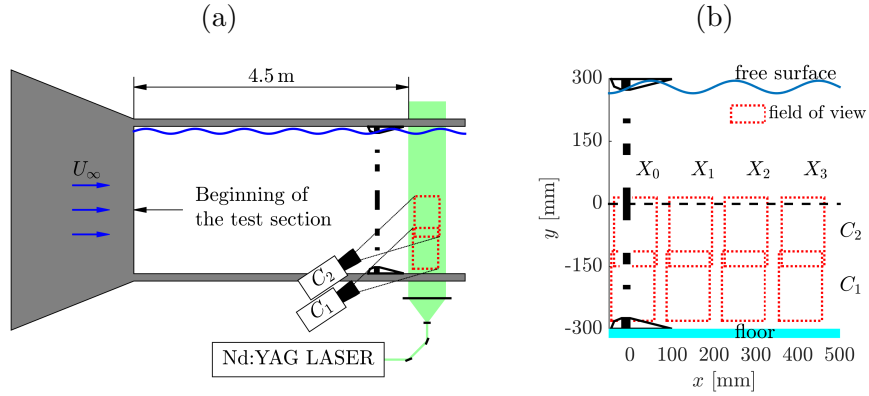 (a)
4.5 m
U∞
Beginning of
the test section
C2
C1
Nd:YAG LASER
(b)
300
150
0
-150
-300
y [mm]
free surface
field of view
X0 X1 X2 X3
C2
C1
floor
0 100 200 300 400 500
x [mm]